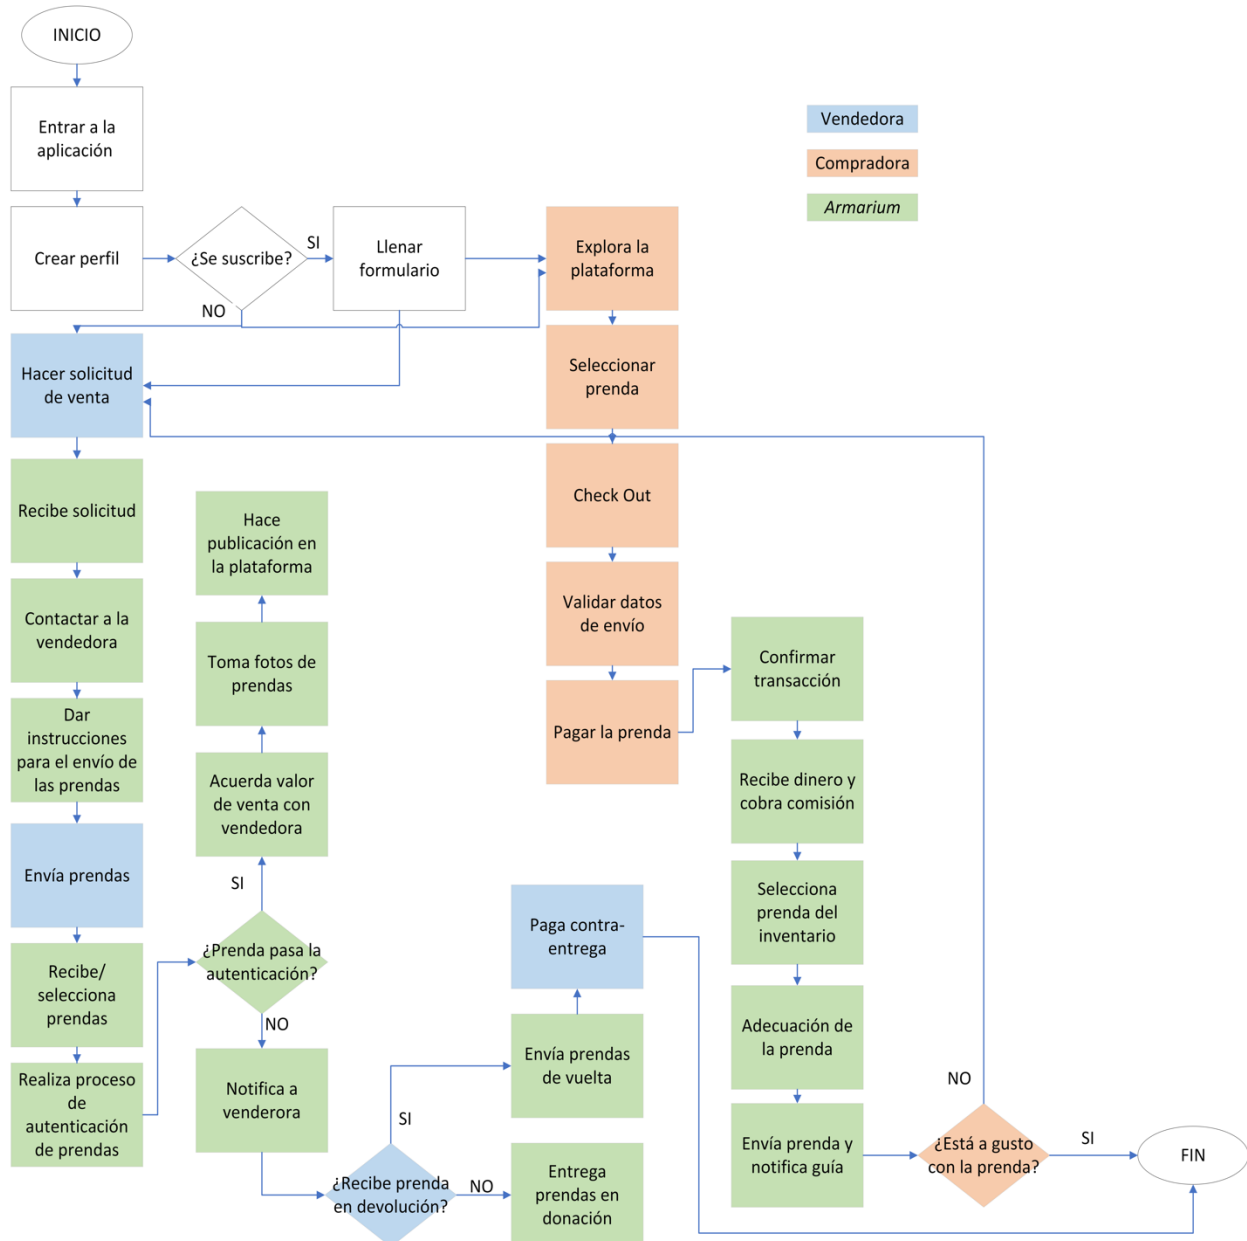 INICIO
Entrar a la
aplicación
Vendedora
Compradora
Armarium
Crear perfil
¿Se suscribe?
SI
NO
Llenar
formulario
Explora la
plataforma
Hacer solicitud
de venta
Seleccionar
prenda
Recibe solicitud
Hace
publicación en
la plataforma
Check Out
Contactar a la
vendedora
Toma fotos de
prendas
Validar datos
de envío
Confirmar
transacción
Dar
instrucciones
para el envío de
las prendas
Acuerda valor
de venta con
vendedora
Pagar la prenda
Recibe dinero y
cobra comisión
Envía prendas
SI
Paga contra-
entrega
Selecciona
prenda del
inventario
Recibe/
selecciona
prendas
¿Prenda pasa la
autenticación?
NO
Envía prendas
de vuelta
Adecuación de
la prenda
NO
Realiza proceso
de
autenticación
de prendas
Notifica a
venderora
SI
¿Recibe prenda
en devolución?
NO
Entrega
prendas en
donación
Envía prenda y
notifica guía
¿Está a gusto
con la prenda?
SI
FIN